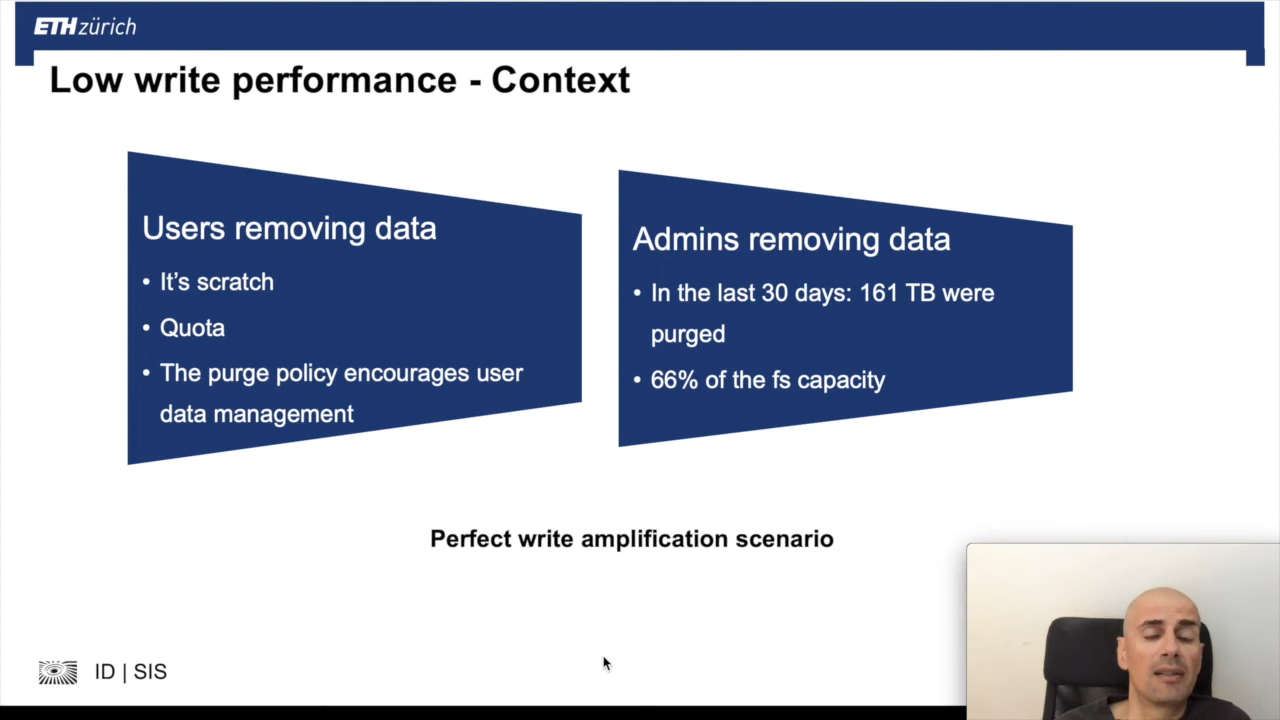 ETH zürich
Low write performance - Context
Users removing data
• It's scratch
• Quota
• The purge policy encourages user
data management
Admins removing data
• In the last 30 days: 161 TB were
purged
• 66% of the fs capacity
Perfect write amplification scenario
ID | SIS